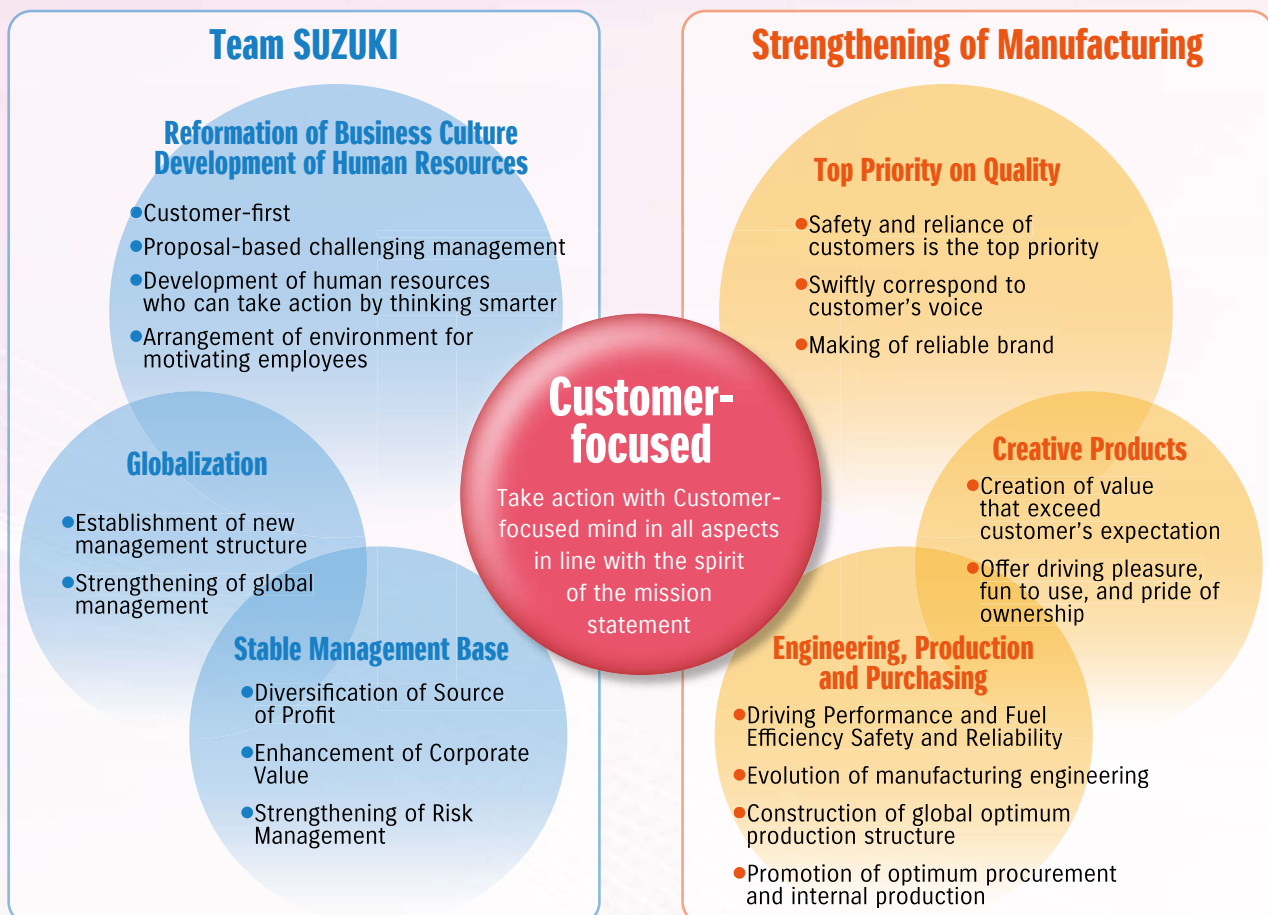 Team SUZUKI
Reformation of Business Culture
Development of Human Resources
●Customer-first
●Proposal-based challenging management
●Development of human resources
who can take action by thinking smarter
●Arrangement of environment for
motivating employees
Globalization
●Establishment of new
management structure
●Strengthening of global
management
Stable Management Base
●Diversification of Source
of Profit
●Enhancement of Corporate
Value
●Strengthening of Risk
Management
Customer-
focused
Take action with Customer-
focused mind in all aspects
in line with the spirit
of the mission
statement
Strengthening of Manufacturing
Top Priority on Quality
●Safety and reliance of
customers is the top priority
●Swiftly correspond to
customer’s voice
●Making of reliable brand
Creative Products
●Creation of value
that exceed
customer’s expectation
●Offer driving pleasure,
fun to use, and pride of
ownership
Engineering, Production
and Purchasing
●Driving Performance and Fuel
Efficiency Safety and Reliability
●Evolution of manufacturing engineering
●Construction of global optimum
production structure
●Promotion of optimum procurement
and internal production